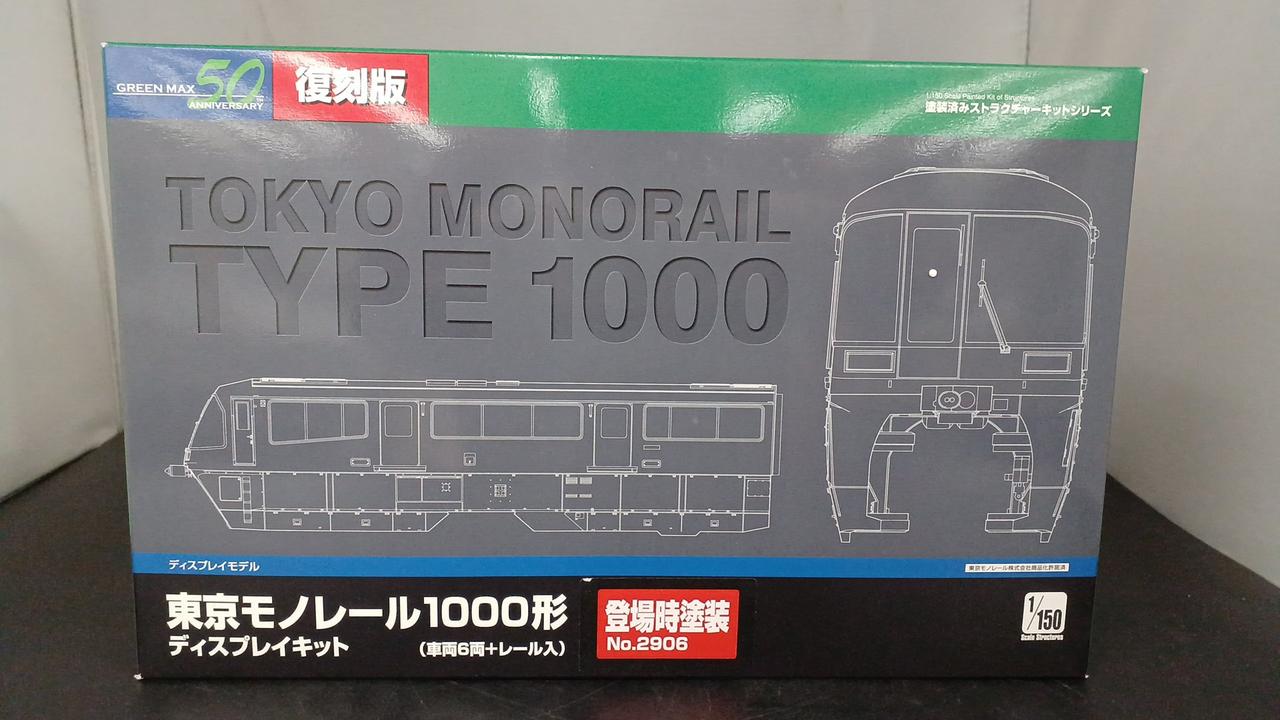 GREEN MAX 50TH
ANNIVERSARY
復刻版
1:150 Scale Painted Kit of Structures
塗装済みストラクチャーキットシリーズ
TOKYO MONORAIL
TYPE 1000
ディスプレイモデル
東京モノレール株式会社商品化許諾済
東京モノレール1000形
ディスプレイキット
(車両6両+レール入)
登場時塗装
No.2906
1/150
Scale Structures